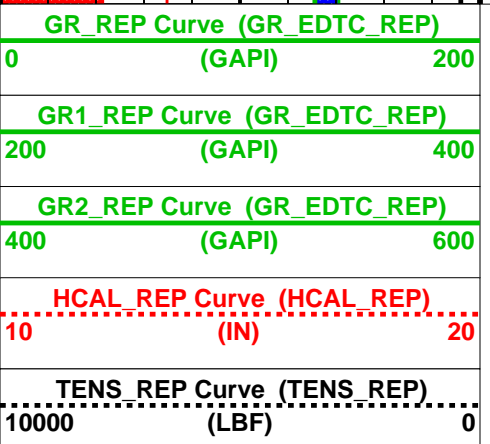 GR_REP Curve (GR_EDTC_REP)
0 (GAPI) 200
GR1_REP Curve (GR_EDTC_REP)
200 (GAPI) 400
GR2_REP Curve (GR_EDTC_REP)
400 (GAPI) 600
HCAL_REP Curve (HCAL_REP)
10 (IN) 20
TENS_REP Curve (TENS_REP)
10000 (LBF) 0